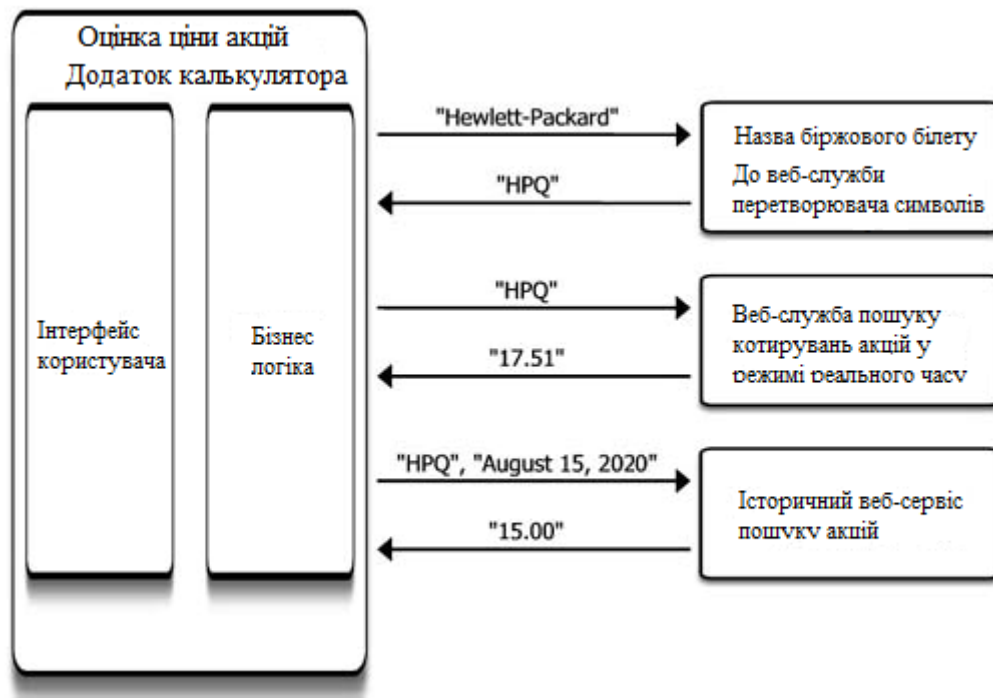 Оцінка ціни акцій
Додаток калькулятора
Інтерфейс
користувача
Бізнес
логіка
"Hewlett-Packard"
"HPQ"
Назва біржового білету
До веб-служби
перетворювача символів
"HPQ"
"17.51"
Веб-служба пошуку
котирувань акцій у
режимі реального часу
"HPQ", "August 15, 2020"
"15.00"
Історичний веб-сервіс
пошуку акцій